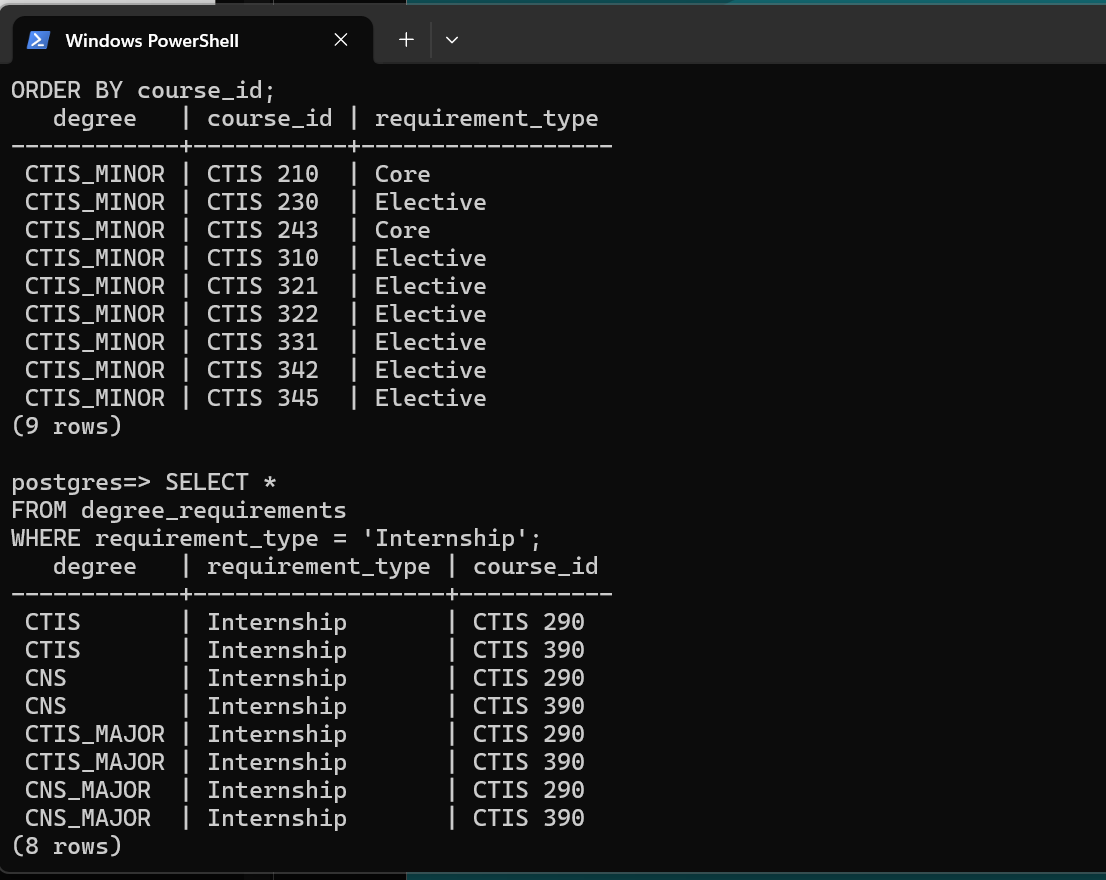 Windows PowerShell
ORDER BY course_id;
   degree   | course_id | requirement_type
------------+-----------+------------------
 CTIS_MINOR | CTIS 210  | Core
 CTIS_MINOR | CTIS 230  | Elective
 CTIS_MINOR | CTIS 243  | Core
 CTIS_MINOR | CTIS 310  | Elective
 CTIS_MINOR | CTIS 321  | Elective
 CTIS_MINOR | CTIS 322  | Elective
 CTIS_MINOR | CTIS 331  | Elective
 CTIS_MINOR | CTIS 342  | Elective
 CTIS_MINOR | CTIS 345  | Elective
(9 rows)

postgres=> SELECT *
FROM degree_requirements
WHERE requirement_type = 'Internship';
   degree   | requirement_type | course_id
------------+------------------+-----------
 CTIS       | Internship       | CTIS 290
 CTIS       | Internship       | CTIS 390
 CNS        | Internship       | CTIS 290
 CNS        | Internship       | CTIS 390
 CTIS_MAJOR | Internship       | CTIS 290
 CTIS_MAJOR | Internship       | CTIS 390
 CNS_MAJOR  | Internship       | CTIS 290
 CNS_MAJOR  | Internship       | CTIS 390
(8 rows)